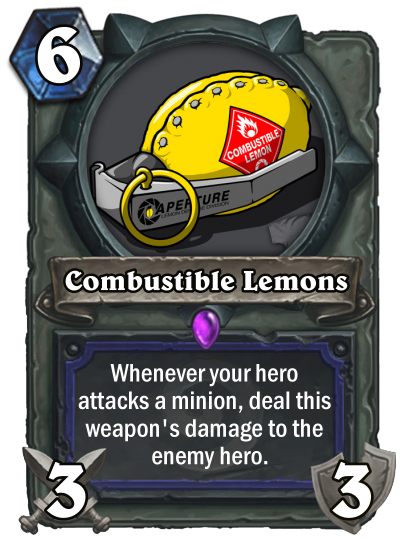 6
COMBUSTIBLE
LEMON
APERTURE
Combustible Lemons
Whenever your hero
attacks a minion, deal this
weapon's damage to the
enemy hero.
3
3